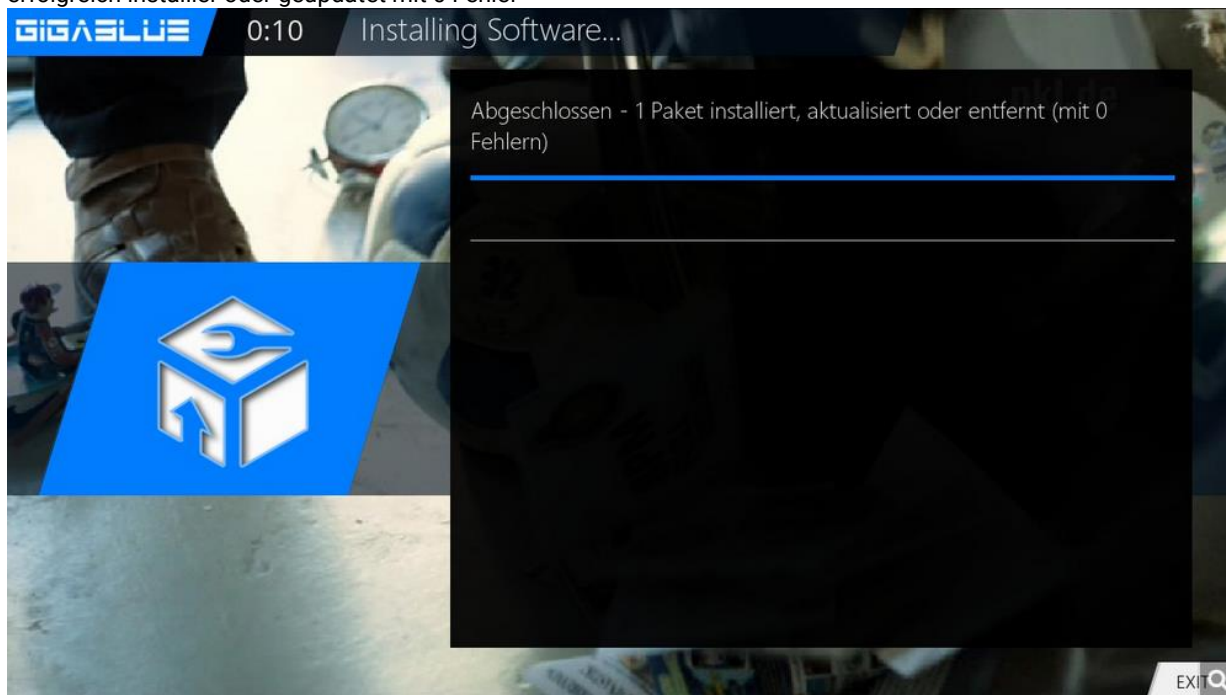 GIGABLUE 0:10 Installing Software...
Abgeschlossen - 1 Paket installiert, aktualisiert oder entfernt (mit 0
Fehlern)
EXIT